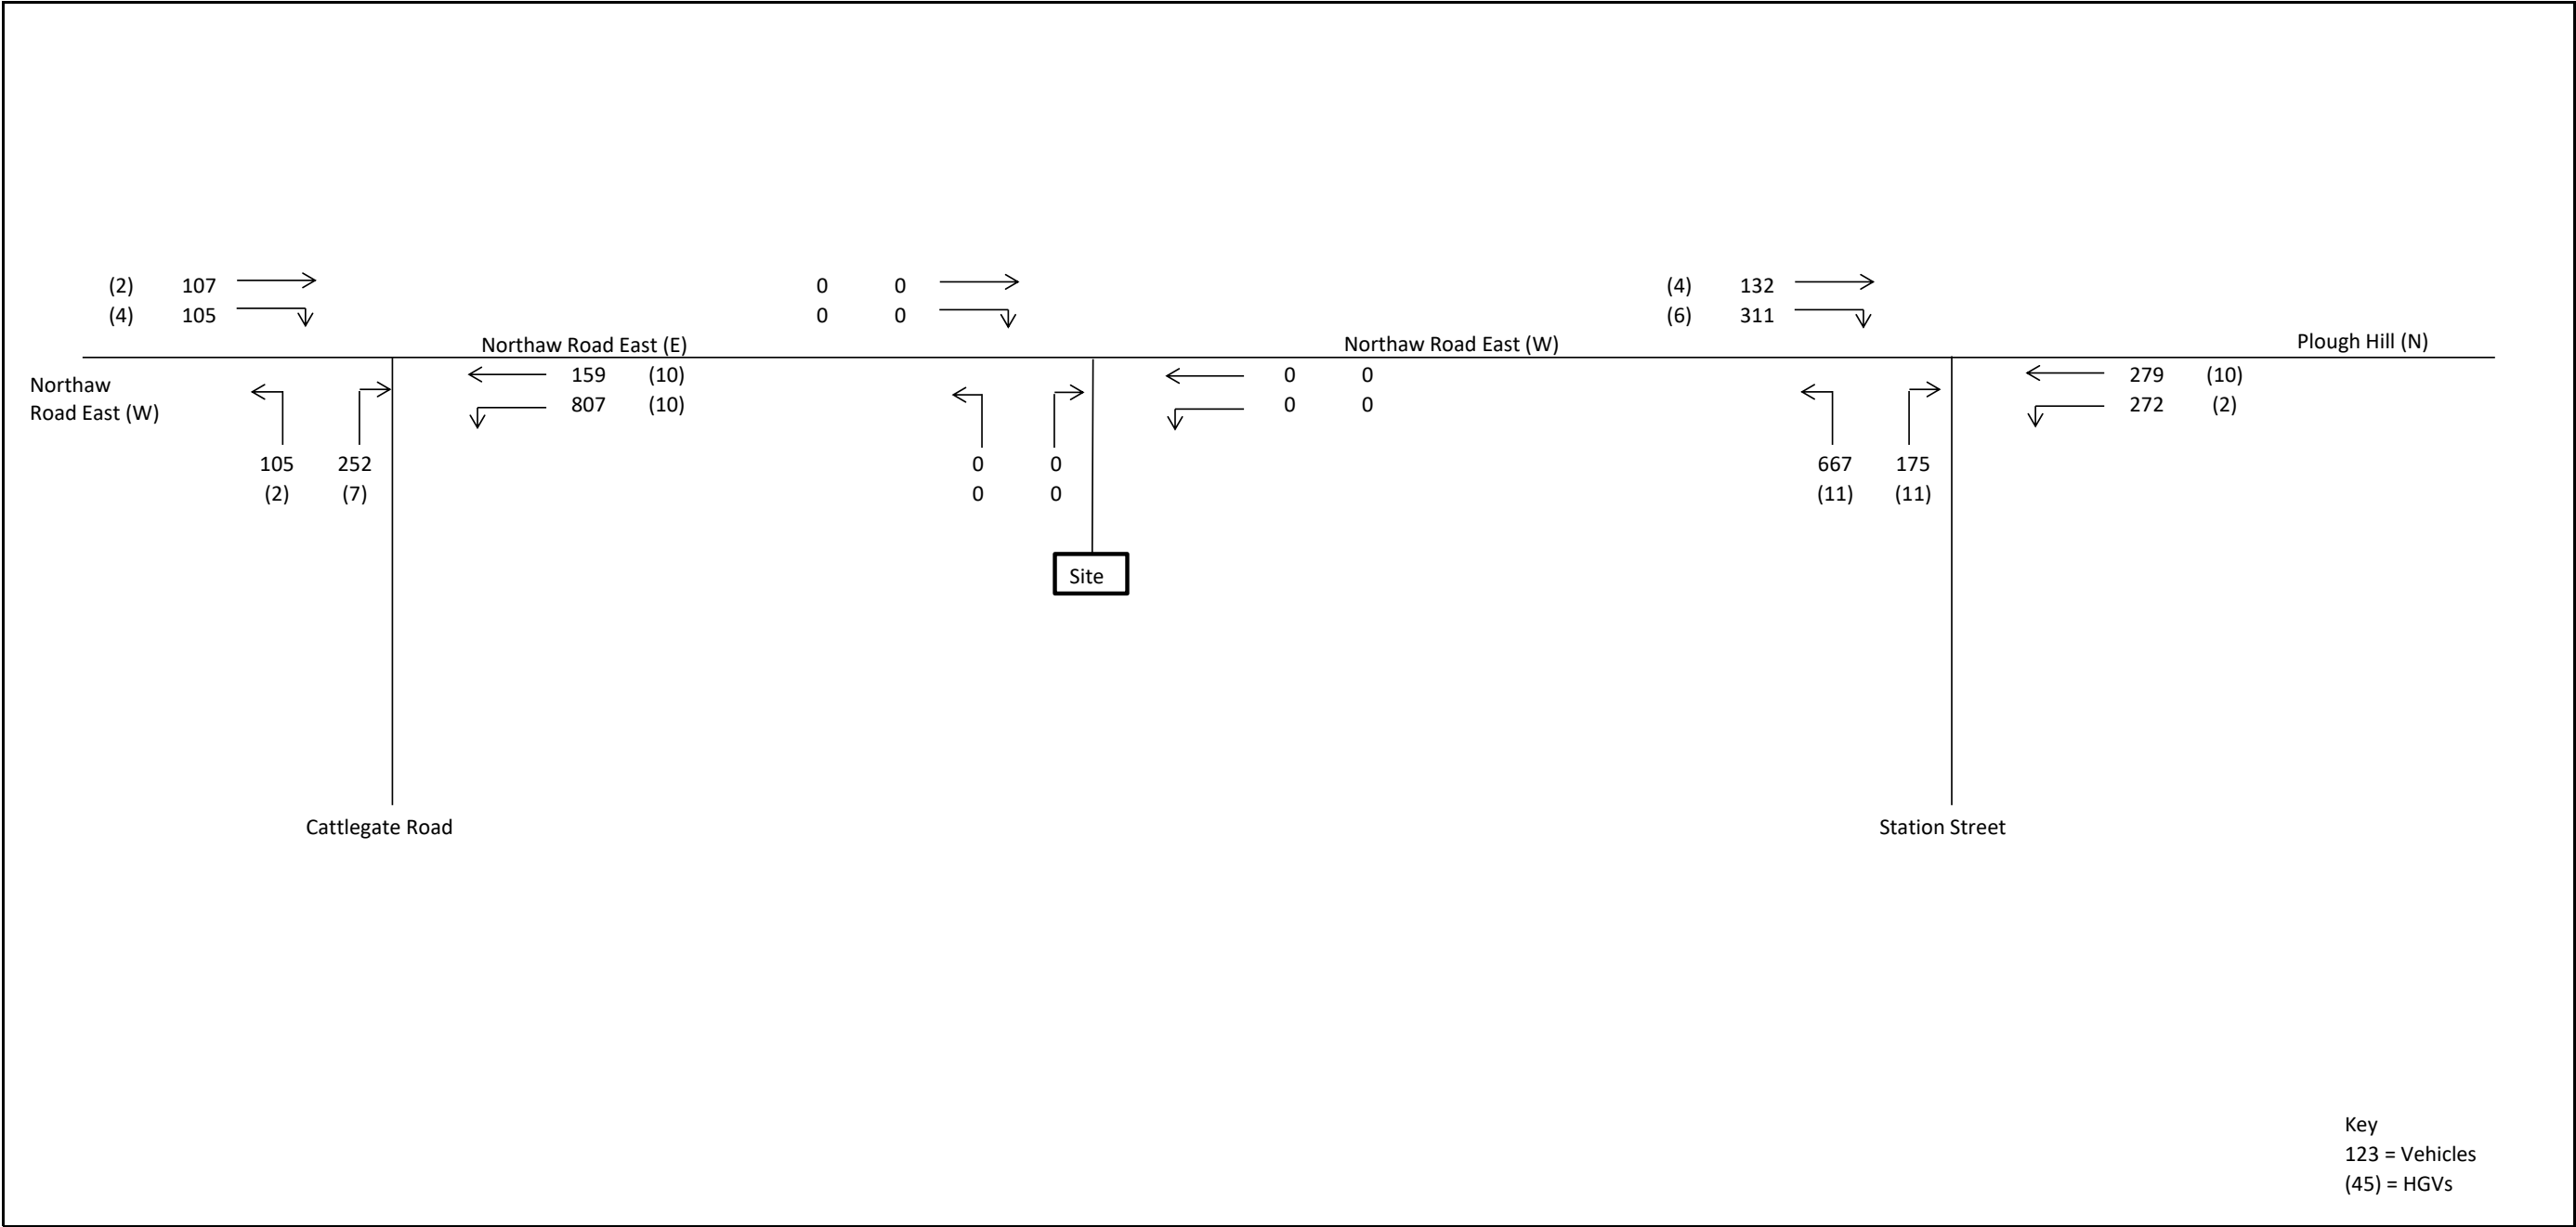 (2) 107
(4) 105
0 0
0 0
(4) 132
(6) 311
Northaw Road East (E)
Northaw Road East (W)
Plough Hill (N)
Northaw
Road East (W)
159 (10)
807 (10)
0 0
0 0
279 (10)
272 (2)
105 252
(2) (7)
0 0
0 0
667 175
(11) (11)
Site
Cattlegate Road
Station Street
Key
123 = Vehicles
(45) = HGVs